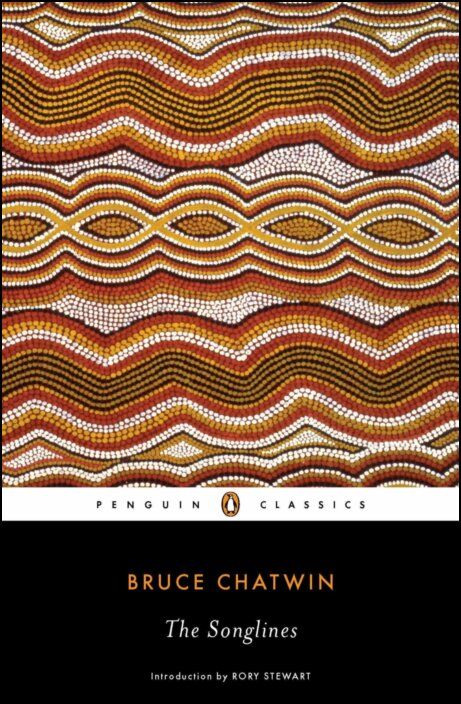 PENGUIN CLASSICS
BRUCE CHATWIN
The Songlines
Introduction by RORY STEWART